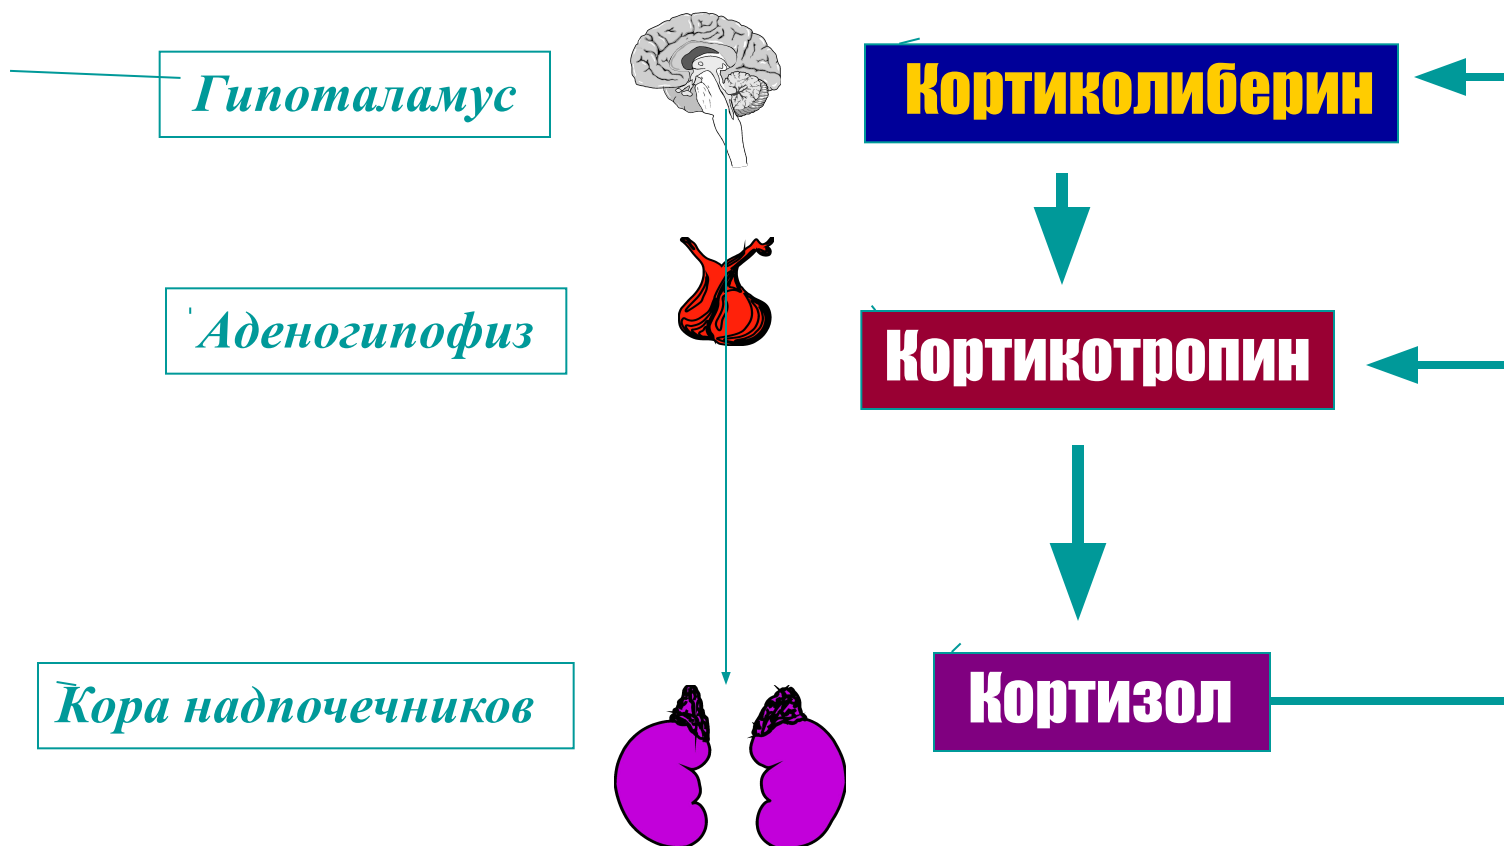 Гипоталамус
Кортиколиберин
Аденогипофиз
Кортикотропин
Кора надпочечников
Кортизол